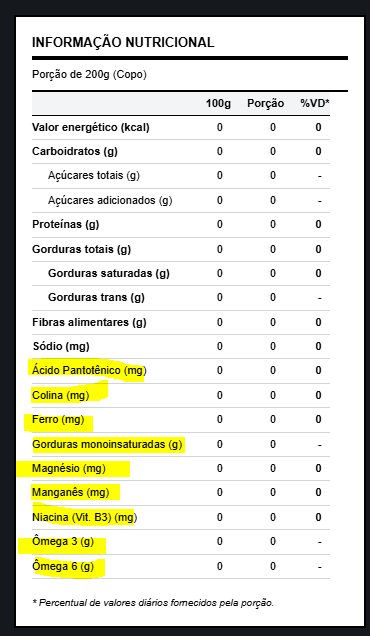 INFORMAÇÃO NUTRICIONAL
Porção de 200g (Copo)
100g Porção %VD*
Valor energético (kcal) 0 0 0
Carboidratos (g) 0 0 0
Açúcares totais (g) 0 0 -
Açúcares adicionados (g) 0 0 -
Proteínas (g) 0 0 0
Gorduras totais (g) 0 0 0
Gorduras saturadas (g) 0 0 0
Gorduras trans (g) 0 0 -
Fibras alimentares (g) 0 0 0
Sódio (mg) 0 0 0
Ácido Pantotênico (mg) 0 0 0
Colina (mg) 0 0 0
Ferro (mg) 0 0 0
Gorduras monoinsaturadas (g) 0 0 -
Magnésio (mg) 0 0 0
Manganês (mg) 0 0 0
Niacina (Vit. B3) (mg) 0 0 0
Ômega 3 (g) 0 0 -
Ômega 6 (g) 0 0 -
* Percentual de valores diários fornecidos pela porção.